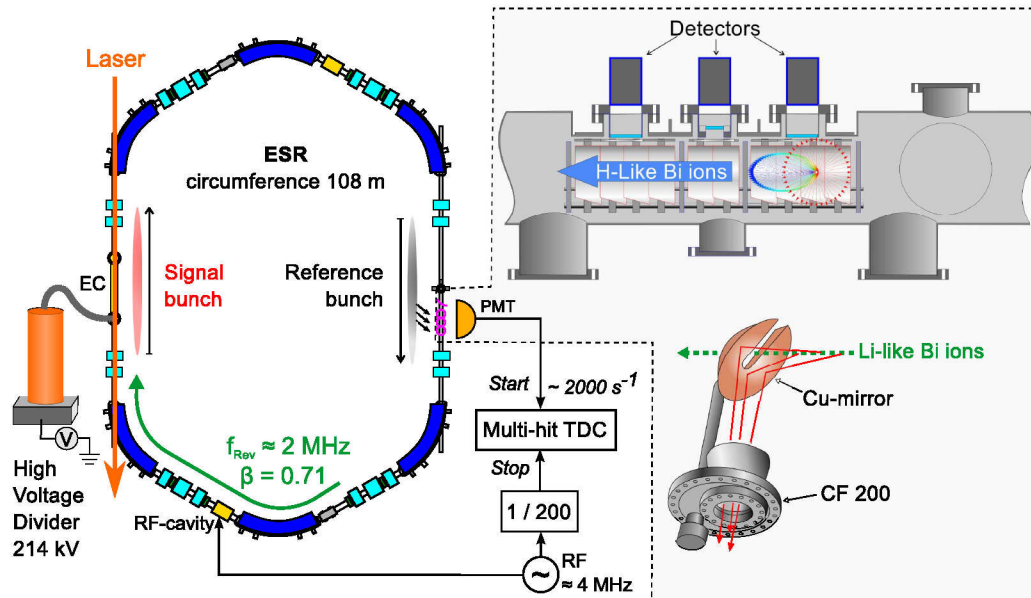 Laser
ESR
circumference 108 m
EC
Signal
bunch
Reference
bunch
PMT
Start
~ 2000 s⁻¹
Multi-hit TDC
Stop
1 / 200
RF
≈ 4 MHz
f_Rev ≈ 2 MHz
β = 0.71
RF-cavity
V
High
Voltage
Divider
214 kV
Detectors
H-Like Bi ions
Li-like Bi ions
Cu-mirror
CF 200